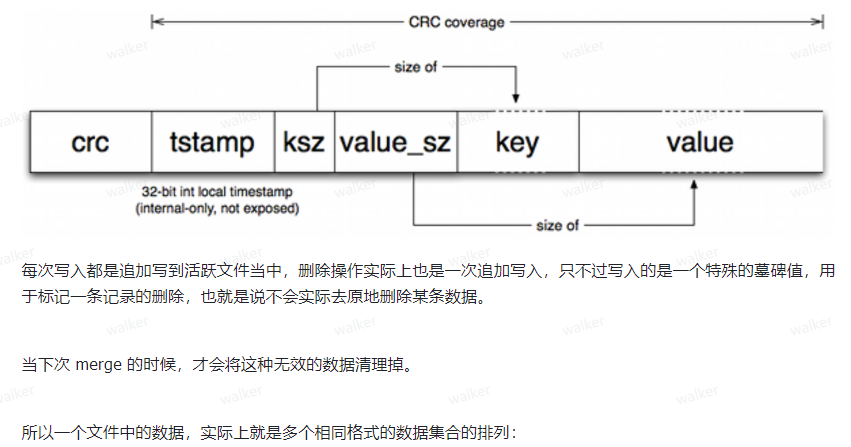 CRC coverage
size of
crc tstamp ksz value_sz key value
32-bit int local timestamp
(internal-only, not exposed)
size of
每次写入都是追加写到活跃文件当中，删除操作实际上也是一次追加写入，只不过写入的是一个特殊的墓碑值，用
于标记一条记录的删除，也就是说不会实际去原地删除某条数据。
当下次 merge 的时候，才会将这种无效的数据清理掉。
所以一个文件中的数据，实际上就是多个相同格式的数据集合的排列：
walker